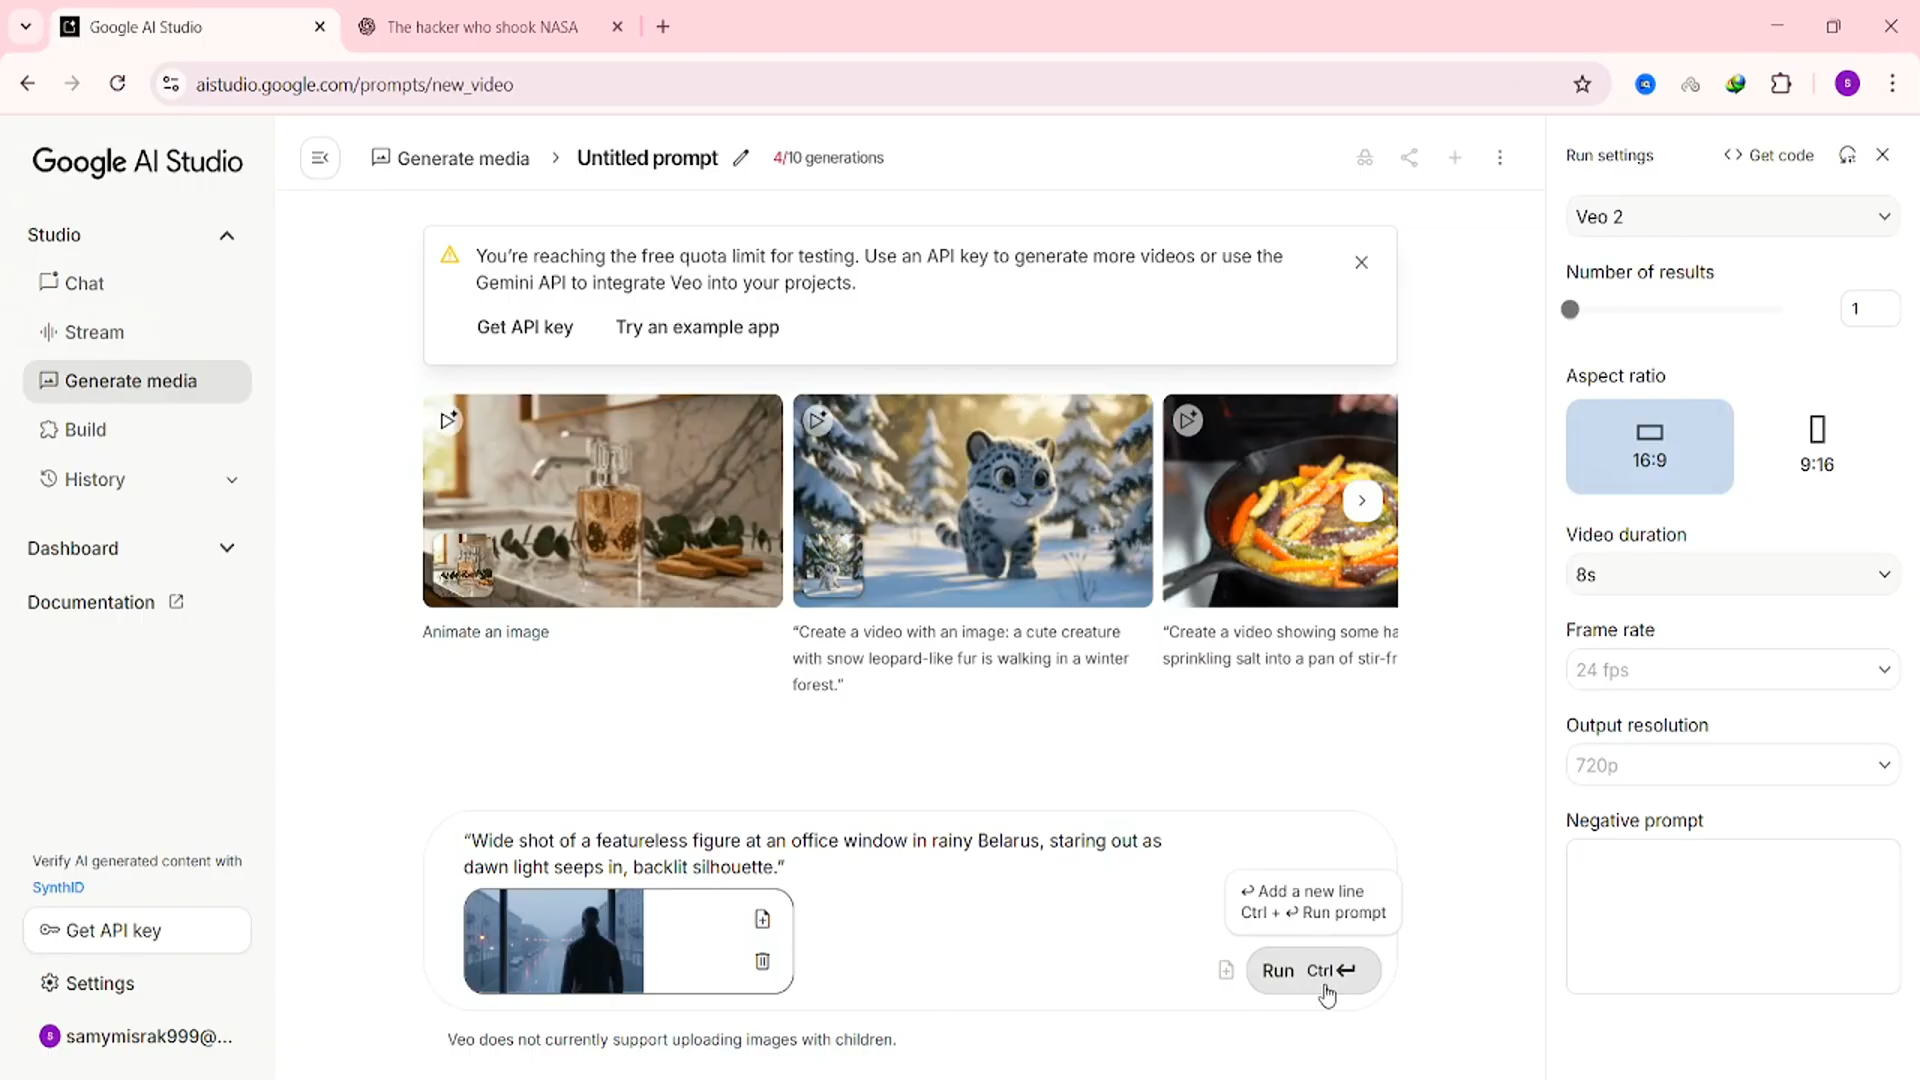 Google AI Studio
The hacker who shook NASA
aistudio.google.com/prompts/new_video
S
Google AI Studio
Studio
Chat
Stream
Generate media
Build
History
Dashboard
Documentation
Verify AI generated content with
SynthID
Get API key
Settings
s
samymisrak999@...
Generate media
Untitled prompt
4/10 generations
You're reaching the free quota limit for testing. Use an API key to generate more videos or use the
Gemini API to integrate Veo into your projects.
Get API key
Try an example app
Animate an image
“Create a video with an image: a cute creature
with snow leopard-like fur is walking in a winter
forest.”
“Create a video showing some ha
sprinkling salt into a pan of stir-fr
“Wide shot of a featureless figure at an office window in rainy Belarus, staring out as
dawn light seeps in, backlit silhouette.”
↵ Add a new line
Ctrl + ↵ Run prompt
Run Ctrl↵
Veo does not currently support uploading images with children.
Run settings
<> Get code
Veo 2
Number of results
1
Aspect ratio
16:9
9:16
Video duration
8s
Frame rate
24 fps
Output resolution
720p
Negative prompt